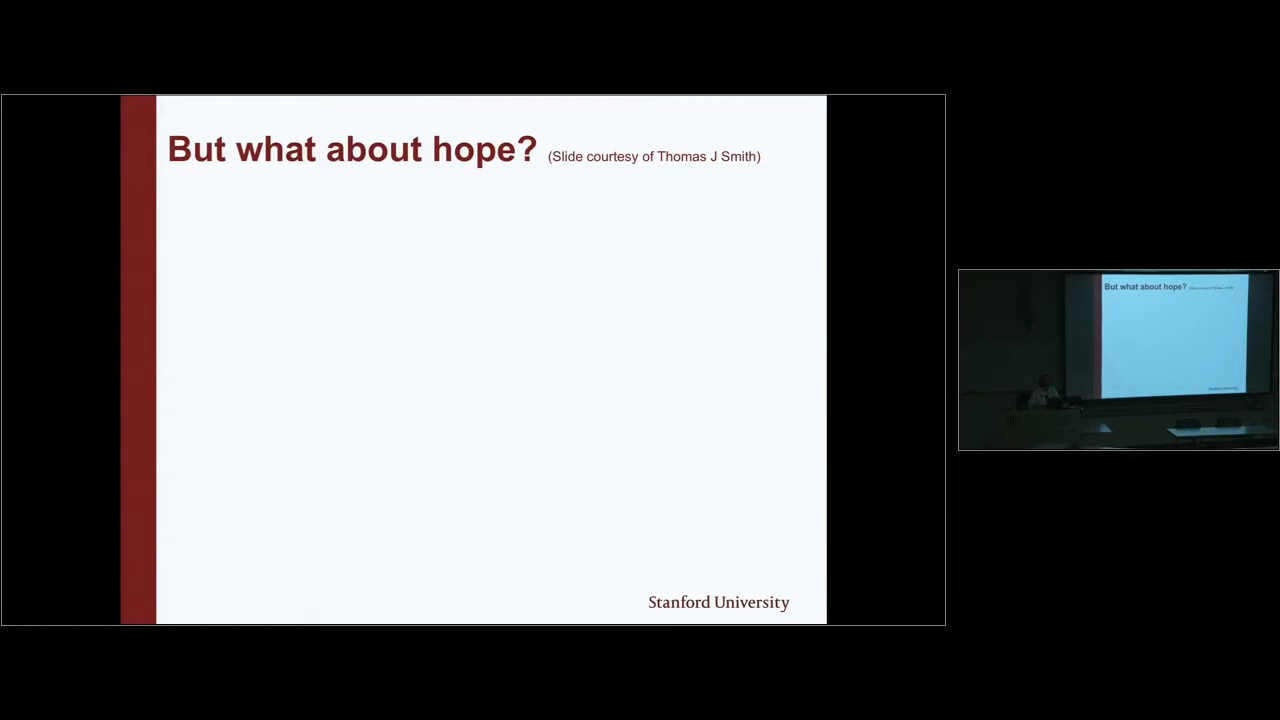 But what about hope? (Slide courtesy of Thomas J Smith)
Stanford University
But what about hope?